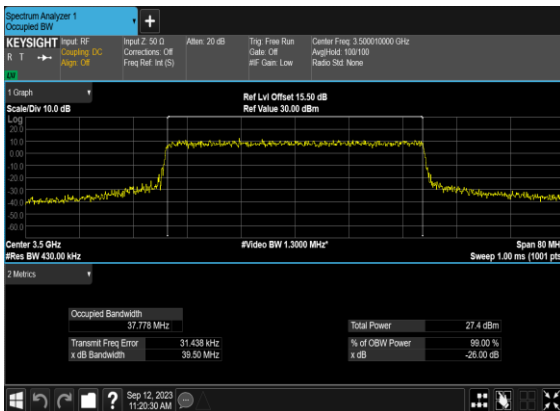 Spectrum Analyzer 1
Occupied BW
KEYSIGHT
R T
LV
Input: RF
Coupling: DC
Align: Off
Input Z: 50 Ω
Corrections: Off
Freq Ref: Int (S)
Atten: 20 dB
Trig: Free Run
Gate: Off
#IF Gain: Low
Center Freq: 3.500010000 GHz
Avg|Hold: 100/100
Radio Std: None
1 Graph
Scale/Div 10.0 dB
Ref Lvl Offset 15.50 dB
Ref Value 30.00 dBm
Log
20.0
10.0
0.00
-10.0
-20.0
-30.0
-40.0
-50.0
-60.0
Center 3.5 GHz
#Res BW 430.00 kHz
#Video BW 1.3000 MHz*
Span 80 MH
Sweep 1.00 ms (1001 pts
2 Metrics
Occupied Bandwidth
37.778 MHz
Total Power 27.4 dBm
Transmit Freq Error 31.438 kHz
% of OBW Power 99.00 %
x dB Bandwidth 39.50 MHz
x dB -26.00 dB
?
Sep 12, 2023
11:20:30 AM